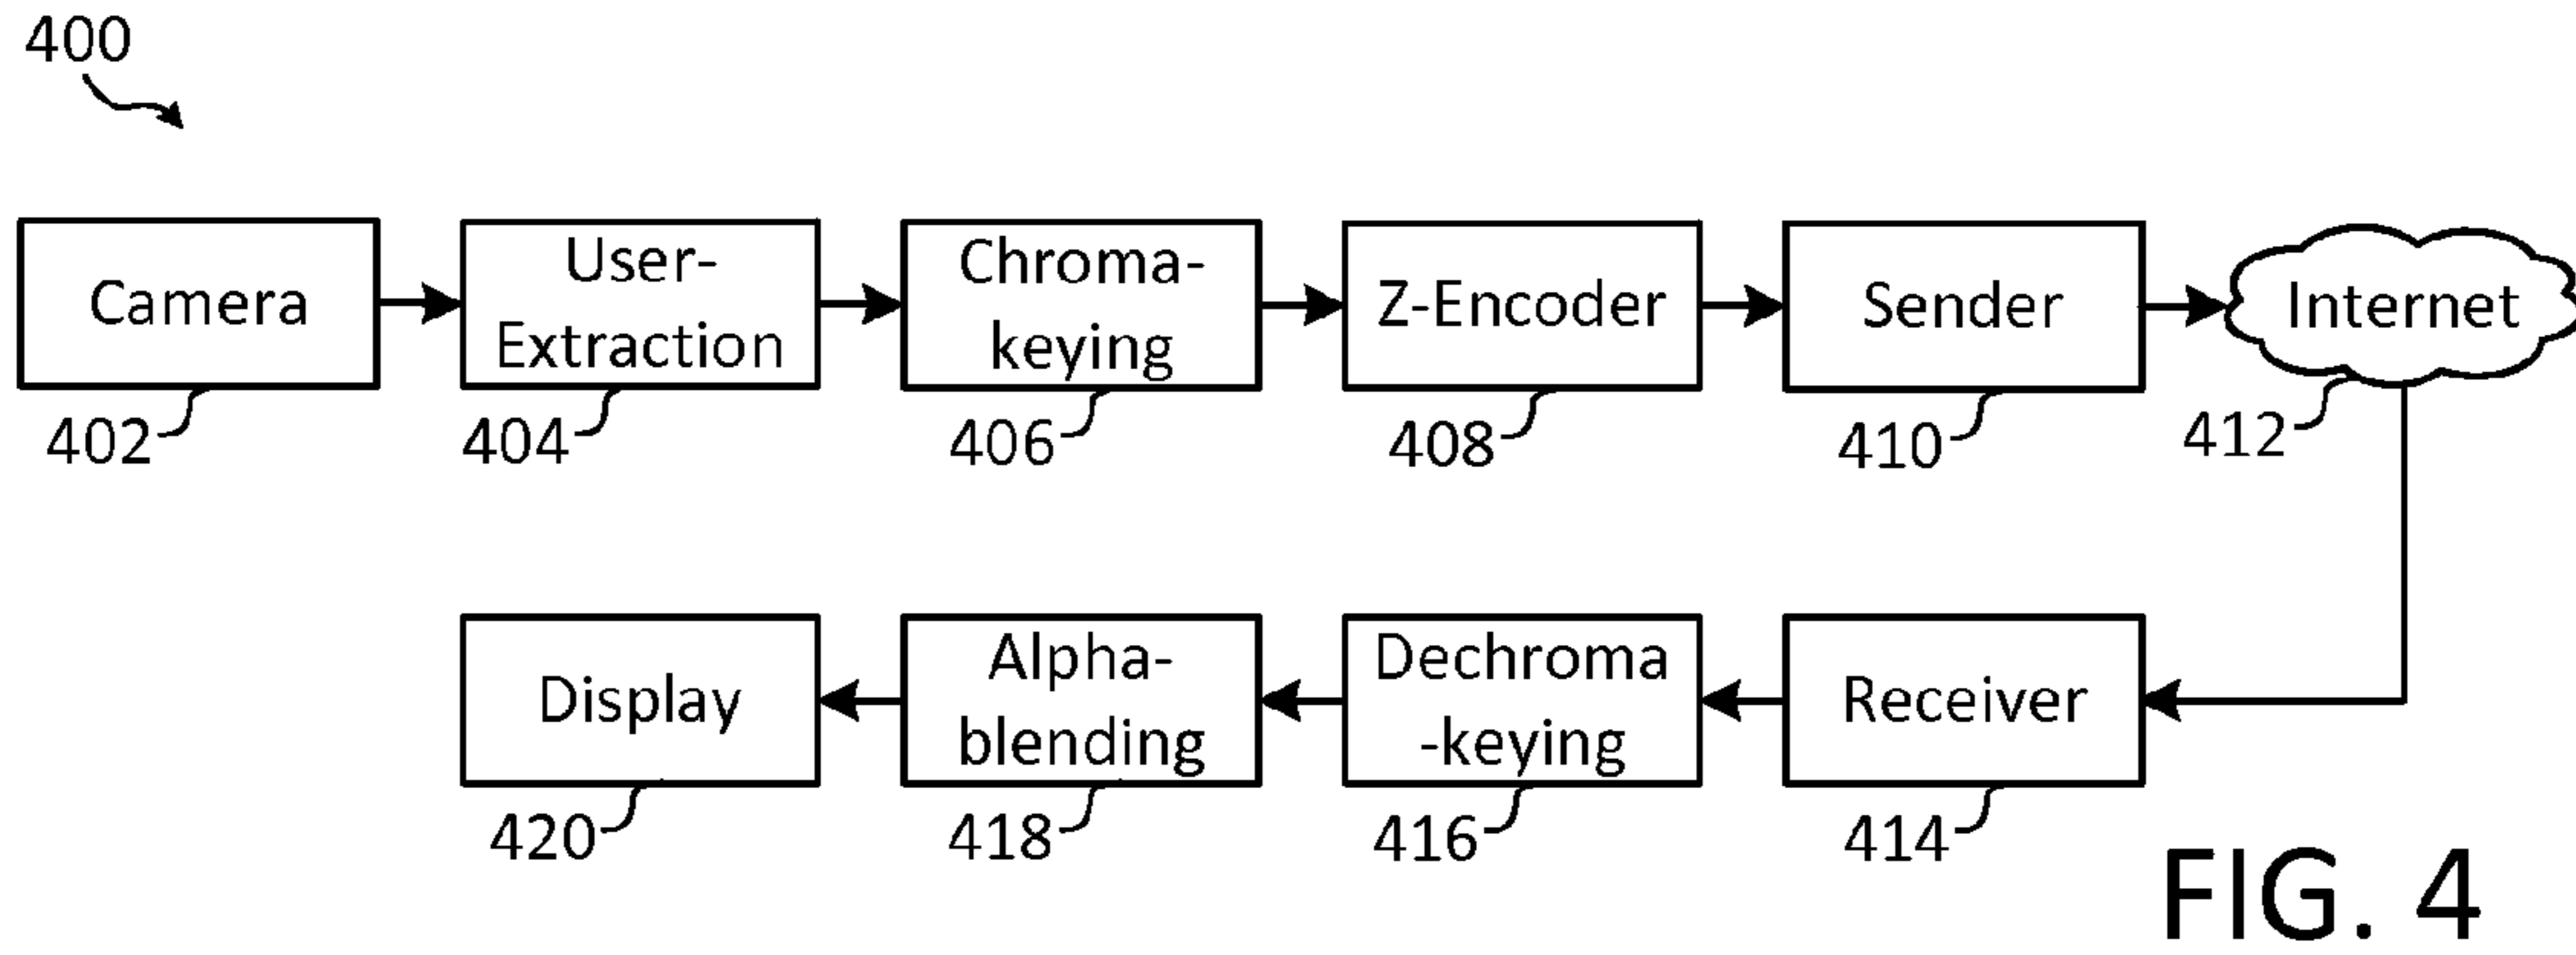 400
Camera
User-
Extraction
Chroma-
keying
Z-Encoder
Sender
Internet
402
404
406
408
410
412
Display
Alpha-
blending
Dechroma
-keying
Receiver
420
418
416
414
FIG. 4